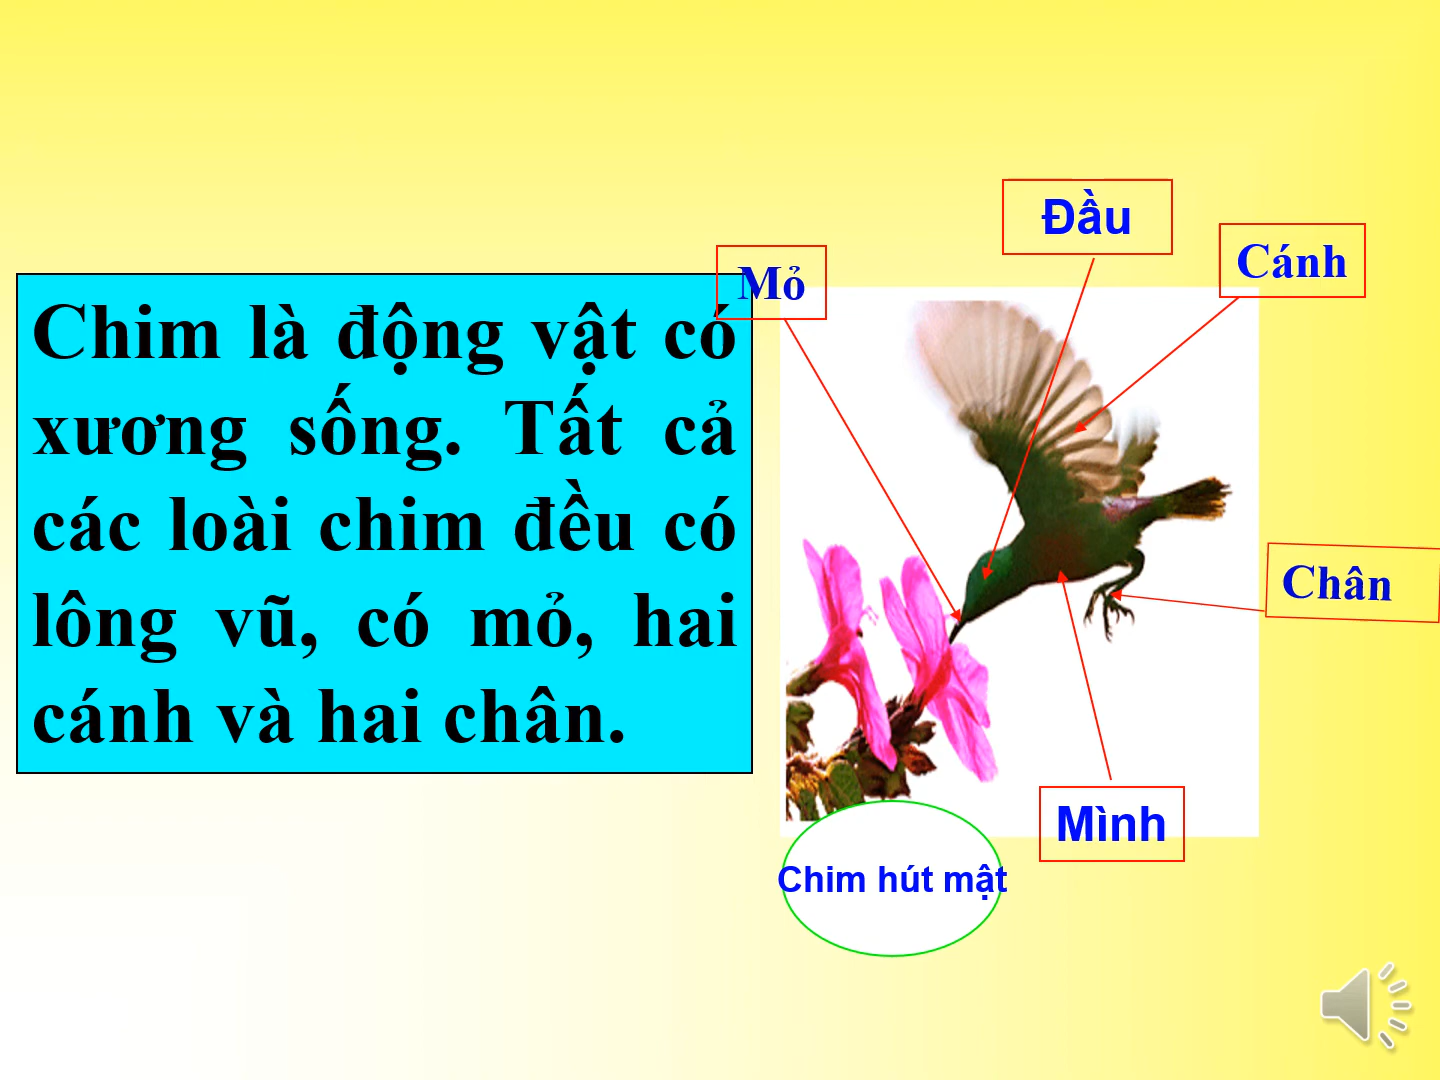 Chim là động vật có
xương sống. Tất cả
các loài chim đều có
lông vũ, có mỏ, hai
cánh và hai chân.
Mỏ
Đầu
Cánh
Chân
Mình
Chim hút mật